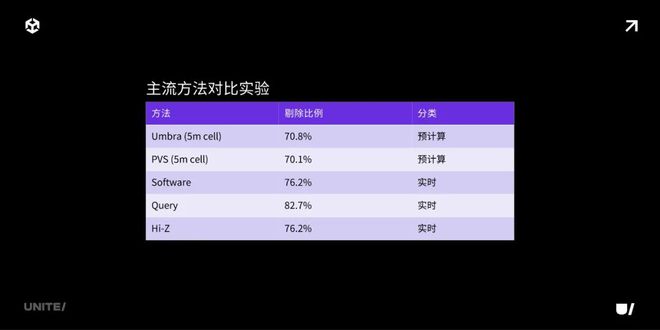 主流方法对比实验
方法 剔除比例 分类
Umbra (5m cell) 70.8% 预计算
PVS (5m cell) 70.1% 预计算
Software 76.2% 实时
Query 82.7% 实时
Hi-Z 76.2% 实时
UNITE/ U/